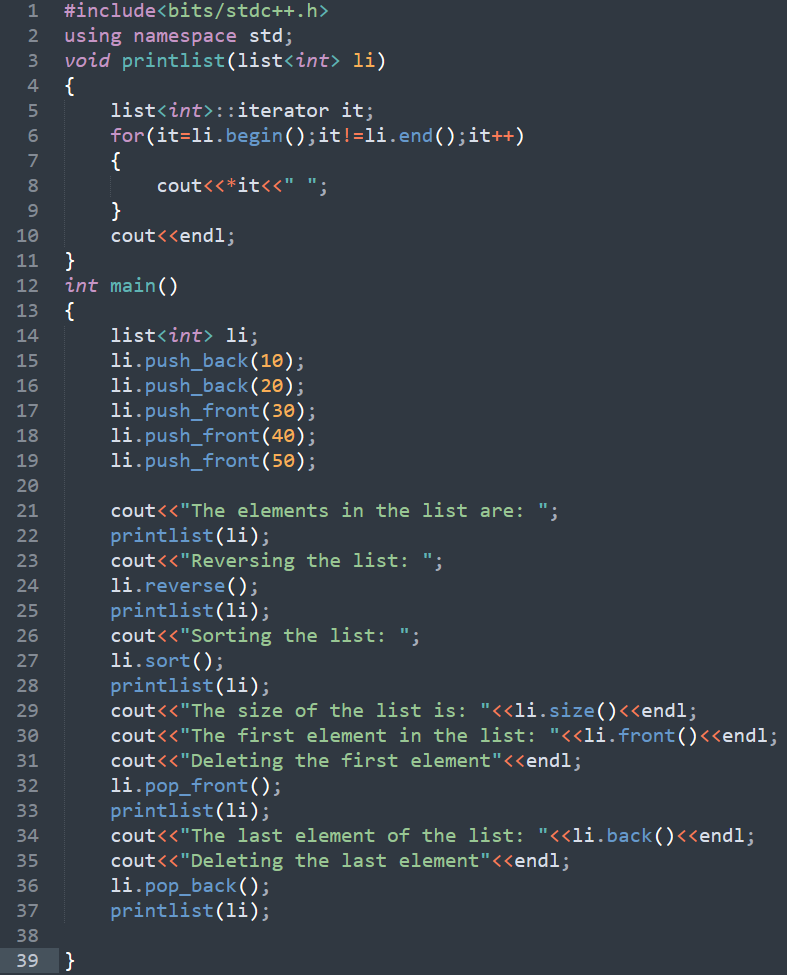 1 #include<bits/stdc++.h>
2 using namespace std;
3 void printlist(list<int> li)
4 {
5     list<int>::iterator it;
6     for(it=li.begin();it!=li.end();it++)
7     {
8         cout<<*it<<" ";
9     }
10     cout<<endl;
11 }
12 int main()
13 {
14     list<int> li;
15     li.push_back(10);
16     li.push_back(20);
17     li.push_front(30);
18     li.push_front(40);
19     li.push_front(50);
20
21     cout<<"The elements in the list are: ";
22     printlist(li);
23     cout<<"Reversing the list: ";
24     li.reverse();
25     printlist(li);
26     cout<<"Sorting the list: ";
27     li.sort();
28     printlist(li);
29     cout<<"The size of the list is: "<<li.size()<<endl;
30     cout<<"The first element in the list: "<<li.front()<<endl;
31     cout<<"Deleting the first element"<<endl;
32     li.pop_front();
33     printlist(li);
34     cout<<"The last element of the list: "<<li.back()<<endl;
35     cout<<"Deleting the last element"<<endl;
36     li.pop_back();
37     printlist(li);
38
39 }